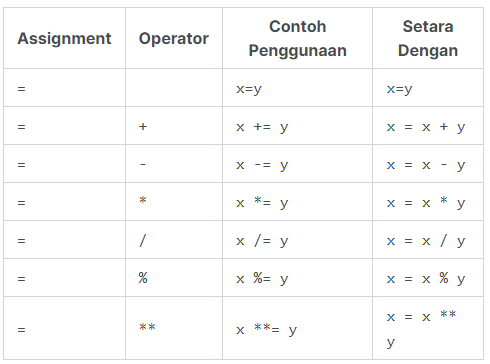 Assignment Operator Contoh Penggunaan Setara Dengan
= x=y x=y
= + x += y x = x + y
= - x -= y x = x - y
= * x *= y x = x * y
= / x /= y x = x / y
= % x %= y x = x % y
= ** x **= y x = x ** y